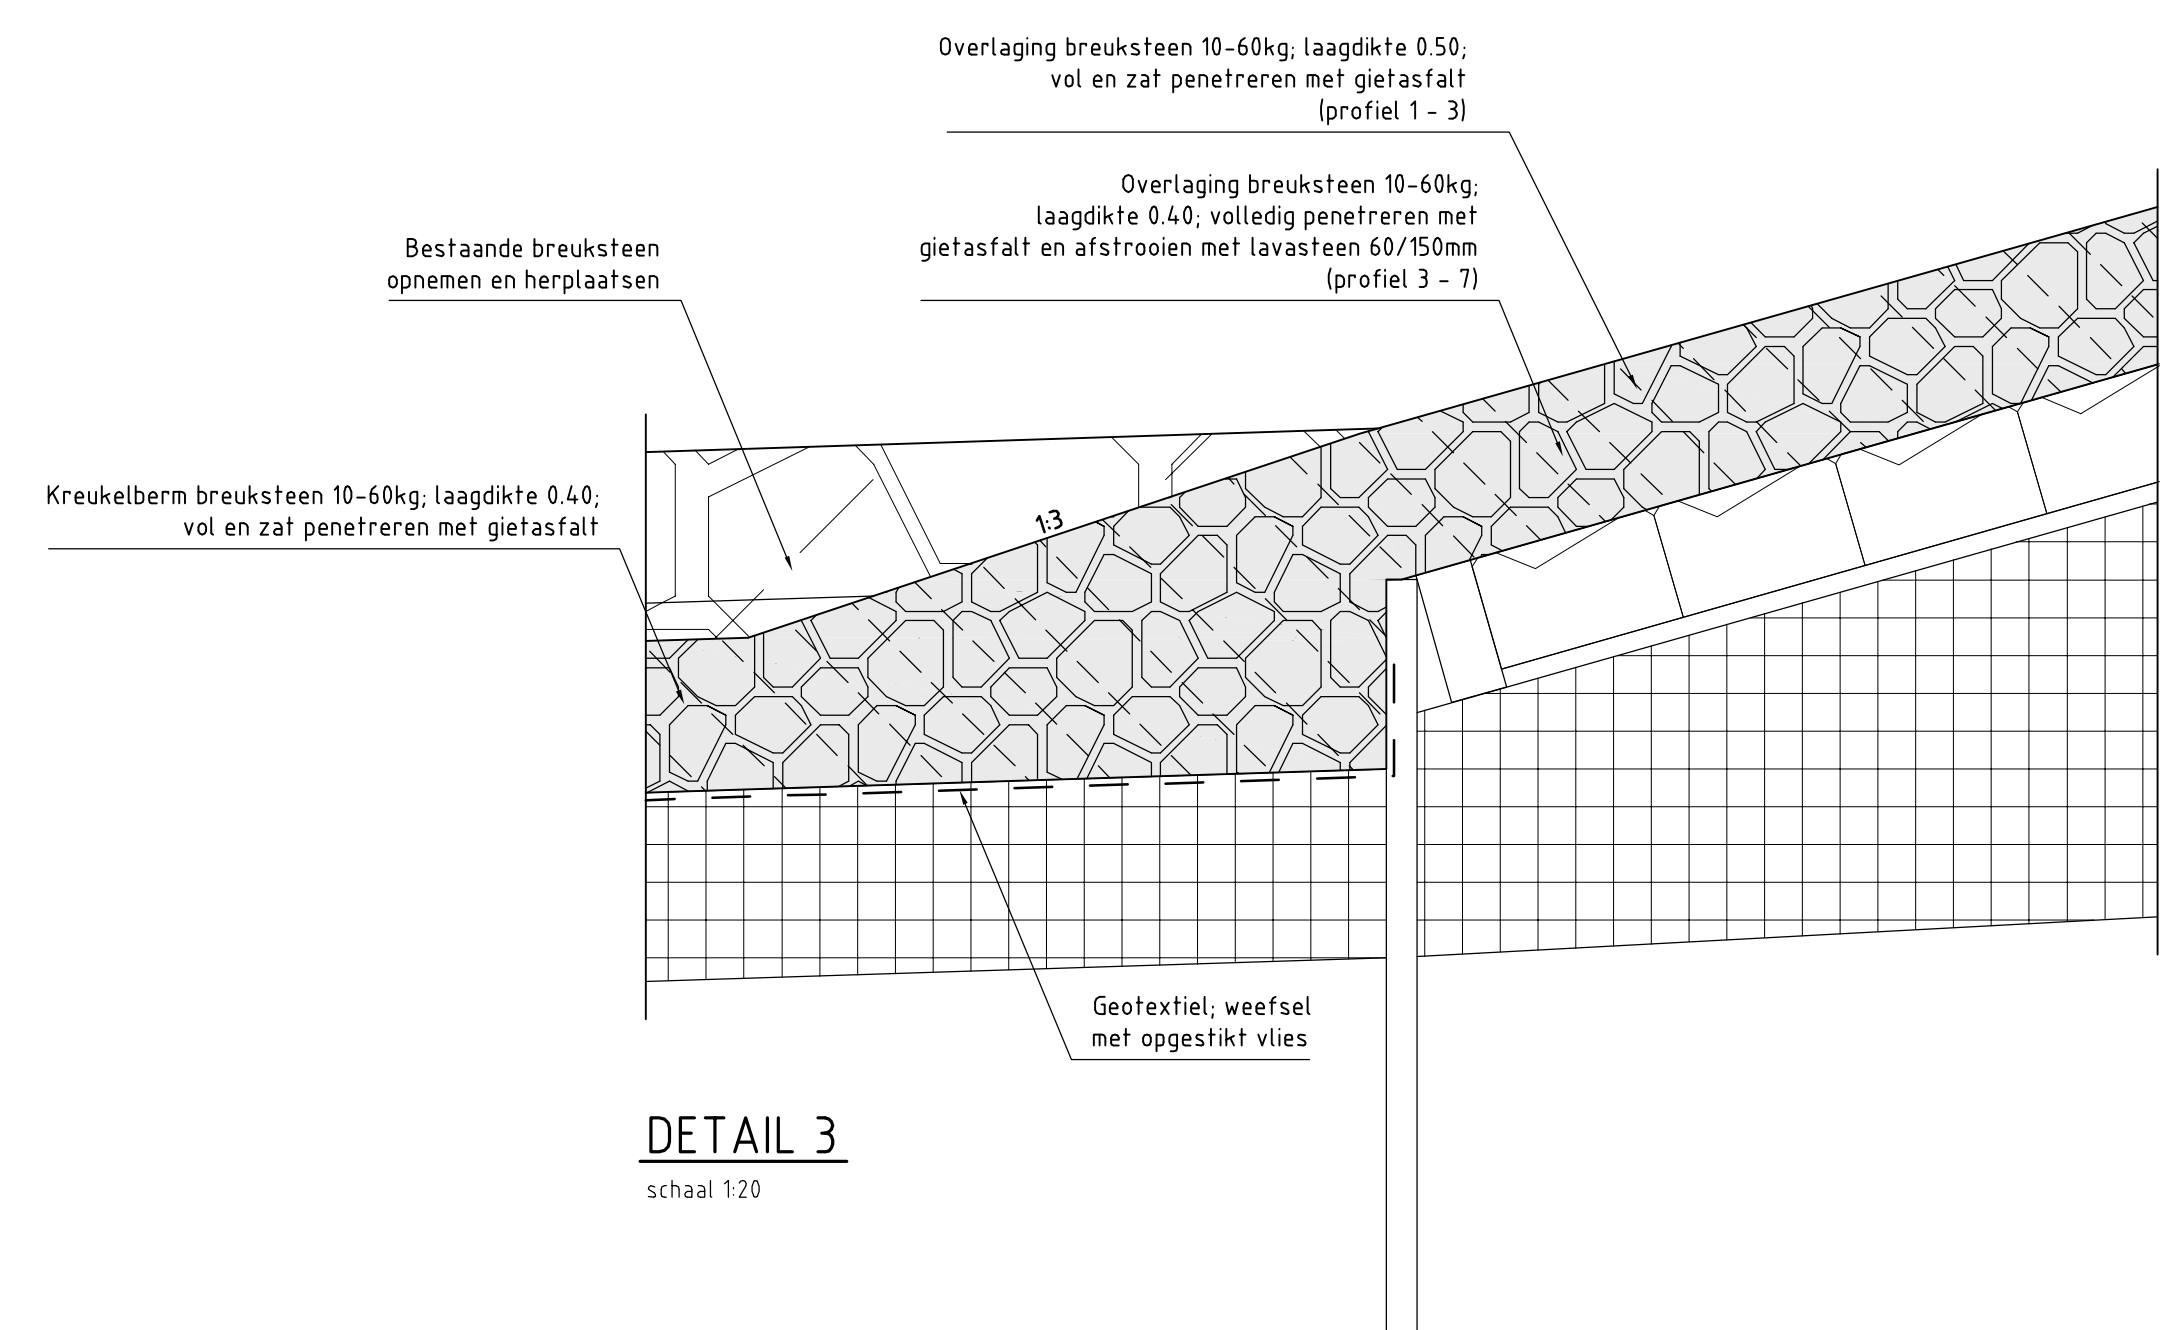 Overlaging breuksteen 10-60kg; laagdikte 0.50;
vol en zat penetreren met gietasfalt
(profiel 1 - 3)
Overlaging breuksteen 10-60kg;
laagdikte 0.40; volledig penetreren met
gietasfalt en afstrooien met lavasteen 60/150mm
(profiel 3 - 7)
Bestaande breuksteen
opnemen en herplaatsen
Kreukelberm breuksteen 10-60kg; laagdikte 0.40;
vol en zat penetreren met gietasfalt
1:3
Geotextiel; weefsel
met opgestikt vlies
DETAIL 3
schaal 1:20